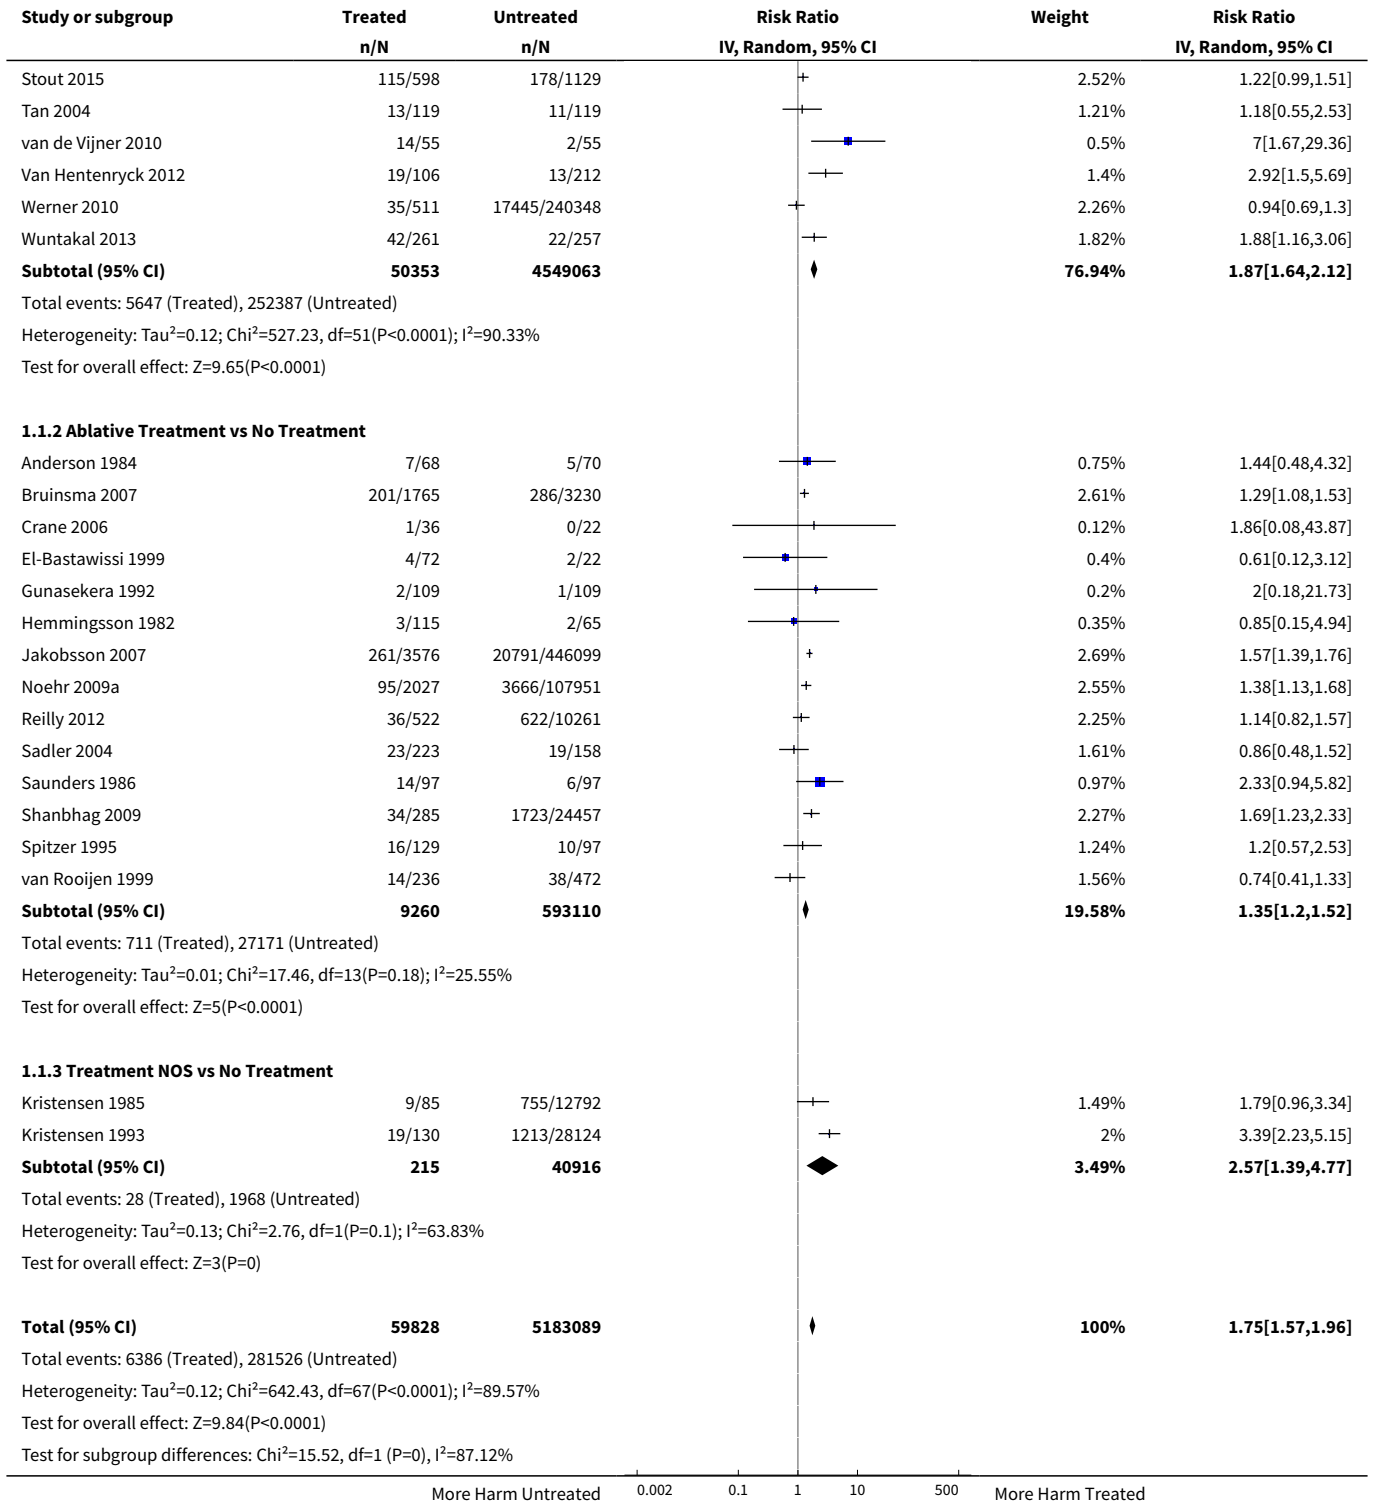 Study or subgroup Treated Untreated Risk Ratio Weight Risk Ratio
n/N n/N IV, Random, 95% CI IV, Random, 95% CI
Stout 2015 115/598 178/1129 2.52% 1.22[0.99,1.51]
Tan 2004 13/119 11/119 1.21% 1.18[0.55,2.53]
van de Vijner 2010 14/55 2/55 0.5% 7[1.67,29.36]
Van Hentenryck 2012 19/106 13/212 1.4% 2.92[1.5,5.69]
Werner 2010 35/511 17445/240348 2.26% 0.94[0.69,1.3]
Wuntakal 2013 42/261 22/257 1.82% 1.88[1.16,3.06]
Subtotal (95% CI) 50353 4549063 76.94% 1.87[1.64,2.12]
Total events: 5647 (Treated), 252387 (Untreated)
Heterogeneity: Tau²=0.12; Chi²=527.23, df=51(P<0.0001); I²=90.33%
Test for overall effect: Z=9.65(P<0.0001)
1.1.2 Ablative Treatment vs No Treatment
Anderson 1984 7/68 5/70 0.75% 1.44[0.48,4.32]
Bruinsma 2007 201/1765 286/3230 2.61% 1.29[1.08,1.53]
Crane 2006 1/36 0/22 0.12% 1.86[0.08,43.87]
El-Bastawissi 1999 4/72 2/22 0.4% 0.61[0.12,3.12]
Gunasekera 1992 2/109 1/109 0.2% 2[0.18,21.73]
Hemmingsson 1982 3/115 2/65 0.35% 0.85[0.15,4.94]
Jakobsson 2007 261/3576 20791/446099 2.69% 1.57[1.39,1.76]
Noehr 2009a 95/2027 3666/107951 2.55% 1.38[1.13,1.68]
Reilly 2012 36/522 622/10261 2.25% 1.14[0.82,1.57]
Sadler 2004 23/223 19/158 1.61% 0.86[0.48,1.52]
Saunders 1986 14/97 6/97 0.97% 2.33[0.94,5.82]
Shanbhag 2009 34/285 1723/24457 2.27% 1.69[1.23,2.33]
Spitzer 1995 16/129 10/97 1.24% 1.2[0.57,2.53]
van Rooijen 1999 14/236 38/472 1.56% 0.74[0.41,1.33]
Subtotal (95% CI) 9260 593110 19.58% 1.35[1.2,1.52]
Total events: 711 (Treated), 27171 (Untreated)
Heterogeneity: Tau²=0.01; Chi²=17.46, df=13(P=0.18); I²=25.55%
Test for overall effect: Z=5(P<0.0001)
1.1.3 Treatment NOS vs No Treatment
Kristensen 1985 9/85 755/12792 1.49% 1.79[0.96,3.34]
Kristensen 1993 19/130 1213/28124 2% 3.39[2.23,5.15]
Subtotal (95% CI) 215 40916 3.49% 2.57[1.39,4.77]
Total events: 28 (Treated), 1968 (Untreated)
Heterogeneity: Tau²=0.13; Chi²=2.76, df=1(P=0.1); I²=63.83%
Test for overall effect: Z=3(P=0)
Total (95% CI) 59828 5183089 100% 1.75[1.57,1.96]
Total events: 6386 (Treated), 281526 (Untreated)
Heterogeneity: Tau²=0.12; Chi²=642.43, df=67(P<0.0001); I²=89.57%
Test for overall effect: Z=9.84(P<0.0001)
Test for subgroup differences: Chi²=15.52, df=1 (P=0), I²=87.12%
More Harm Untreated 0.002 0.1 1 10 500 More Harm Treated